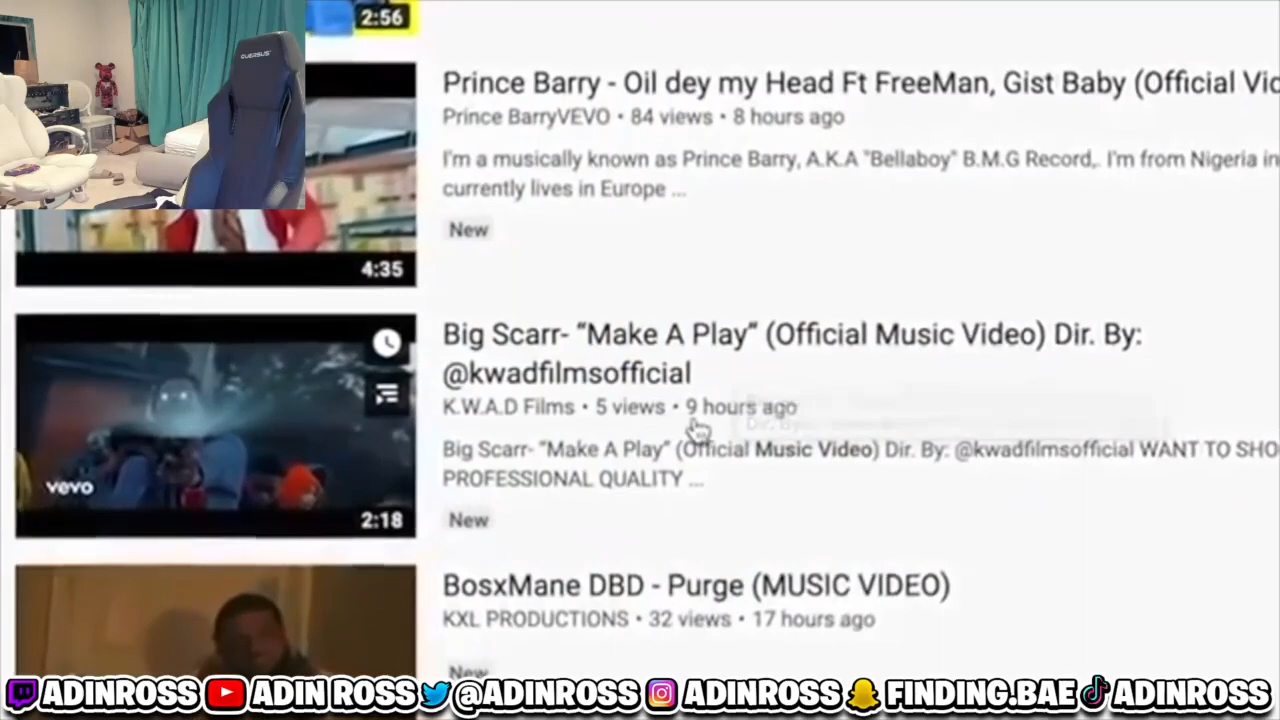 2:56
QUERSUS
Prince Barry - Oil dey my Head Ft FreeMan, Gist Baby (Official Vid
Prince BarryVEVO • 84 views • 8 hours ago
I'm a musically known as Prince Barry, A.K.A "Bellaboy" B.M.G Record,. I'm from Nigeria in
currently lives in Europe ...
New
4:35
Big Scarr- “Make A Play” (Official Music Video) Dir. By:
@kwadfilmsofficial
K.W.A.D Films • 5 views • 9 hours ago
Big Scarr- “Make A Play” (Official Music Video) Dir. By: @kwadfilmsofficial WANT TO SHO
PROFESSIONAL QUALITY ...
vevo
2:18
New
BosxMane DBD - Purge (MUSIC VIDEO)
KXL PRODUCTIONS • 32 views • 17 hours ago
New
ADINROSS ADIN ROSS @ADINROSS ADINROSS FINDING.BAE ADINROSS